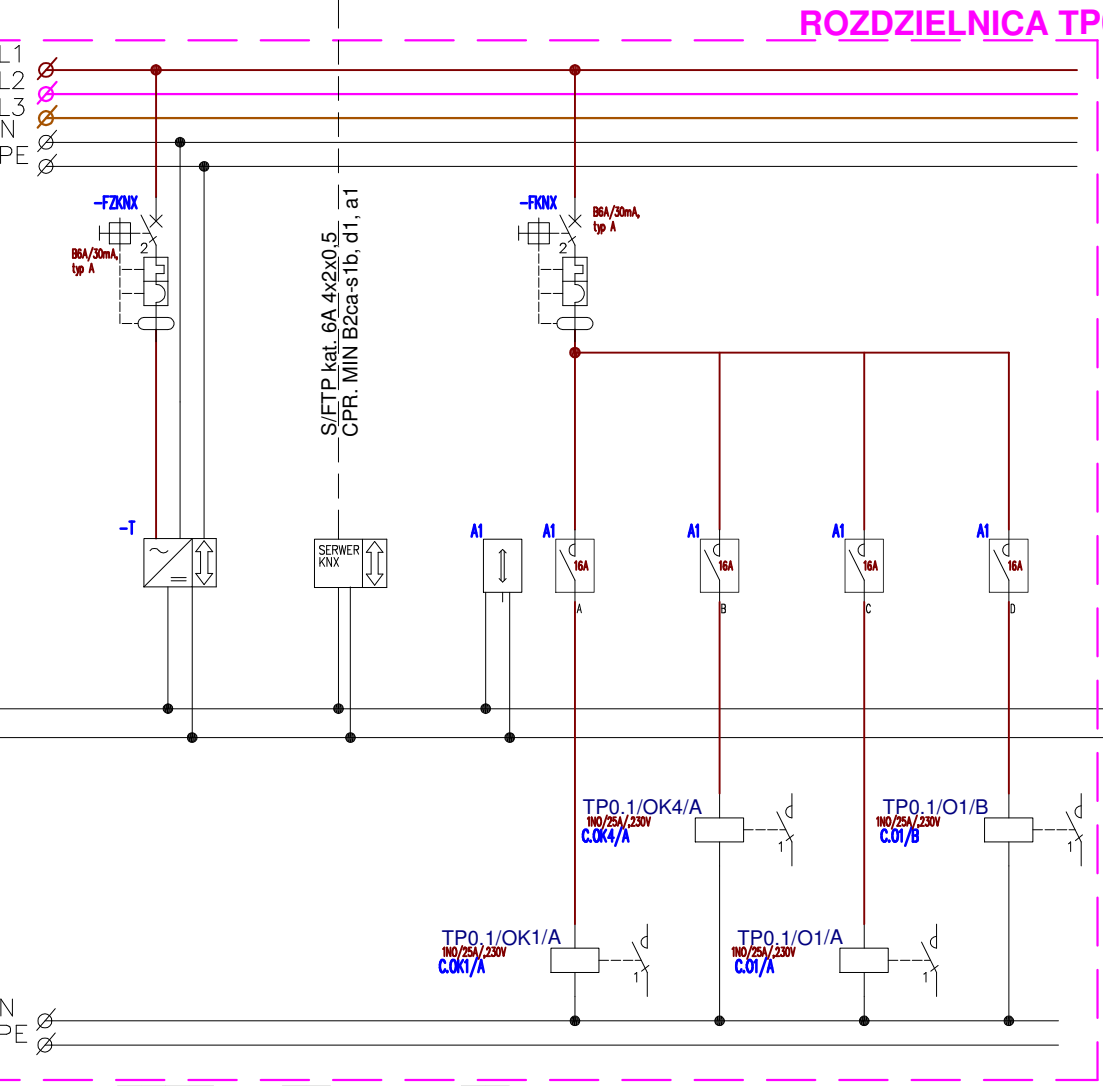 ROZDZIELNICA TP
L1
L2
L3
N
PE
-FZKNX
B6A/30mA,
typ A
2
S/FTP kat. 6A 4x2x0,5
CPR. MIN B2ca-s1b, d1, a1
-FKNX
B6A/30mA,
typ A
2
-T
SERWER
KNX
A1
A1
16A
A
A1
16A
B
A1
16A
C
A1
16A
D
TP0.1/OK4/A
1NO/25A/,230V
C.OK4/A
1
TP0.1/O1/B
1NO/25A/,230V
C.O1/B
1
TP0.1/OK1/A
1NO/25A/,230V
C.OK1/A
1
TP0.1/O1/A
1NO/25A/,230V
C.O1/A
1
N
PE